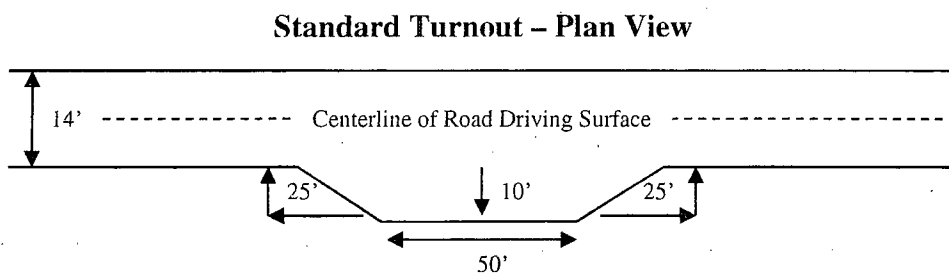 Standard Turnout – Plan View
14’
Centerline of Road Driving Surface
25’
10’
25’
50’